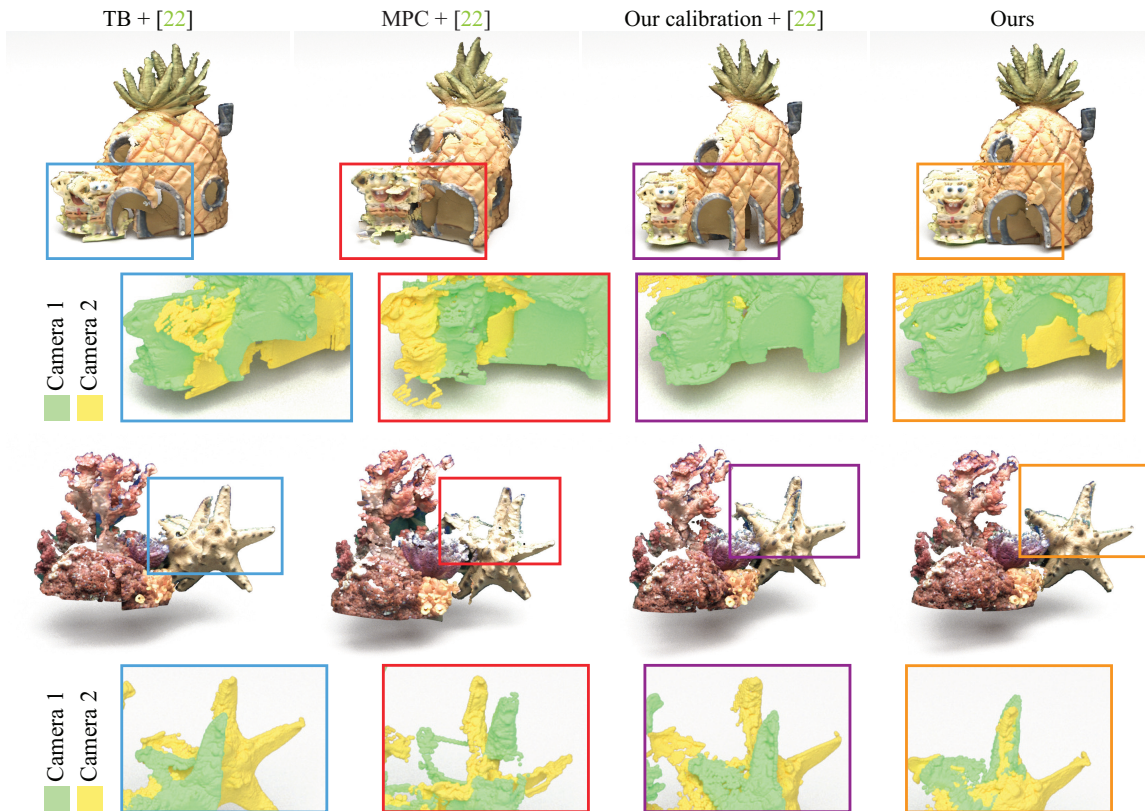 TB + [22]
MPC + [22]
Our calibration + [22]
Ours
Camera 1
Camera 2
Camera 1
Camera 2